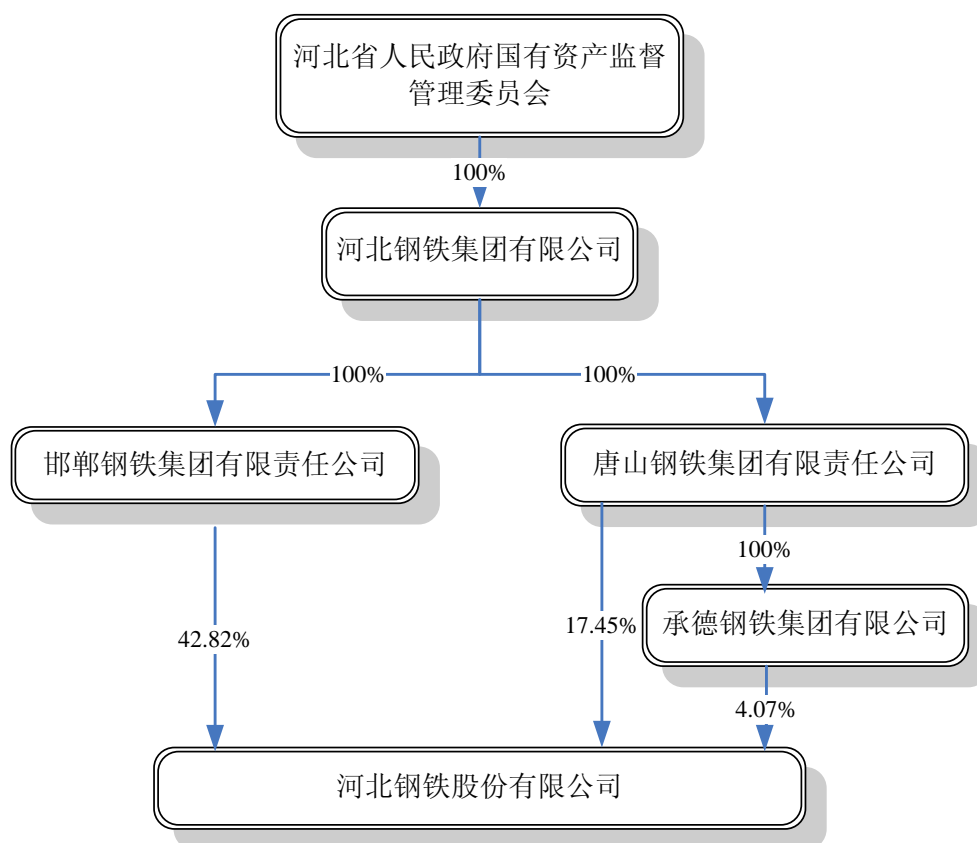 河北省人民政府国有资产监督
管理委员会
100%
河北钢铁集团有限公司
100%
100%
邯郸钢铁集团有限责任公司
唐山钢铁集团有限责任公司
100%
42.82%
17.45%
承德钢铁集团有限公司
4.07%
河北钢铁股份有限公司